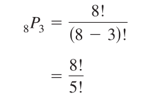 ₈P₃ = 8! / (8 − 3)!
= 8! / 5!